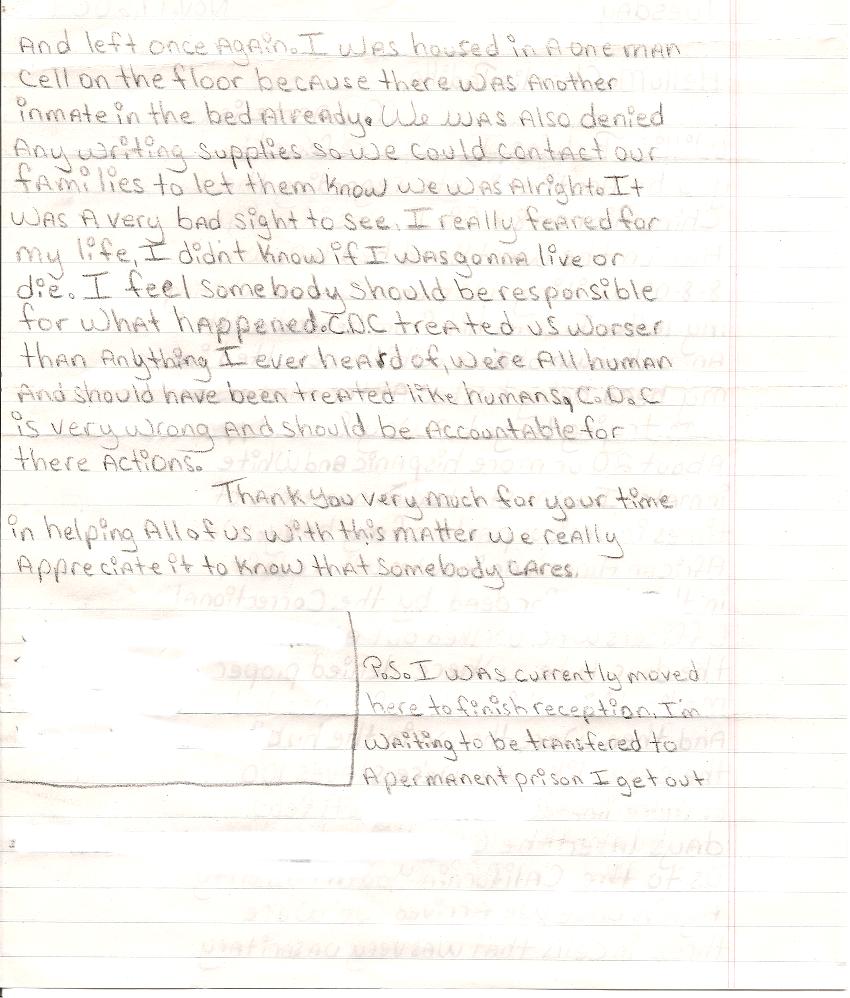 And left once Again. I was housed in A one man
cell on the floor because there was Another
inmate in the bed Already. We was Also denied
Any writing supplies so we could contact our
families to let them know we was Alright. It
was A very bad sight to see, I really feared for
my life, I didn't know if I was gonna live or
die. I feel somebody should be responsible
for what happened. CDC treated us worser
than Anything I ever heard of, we're All human
And should have been treated like humans, C.D.C
is very wrong And should be Accountable for
there Actions.
Thank you very much for your time
in helping All of us with this matter we really
Appreciate it to know that somebody cares.
P.S. I was currently moved
here to finish reception. I'm
waiting to be transfered to
A permanent prison I get out